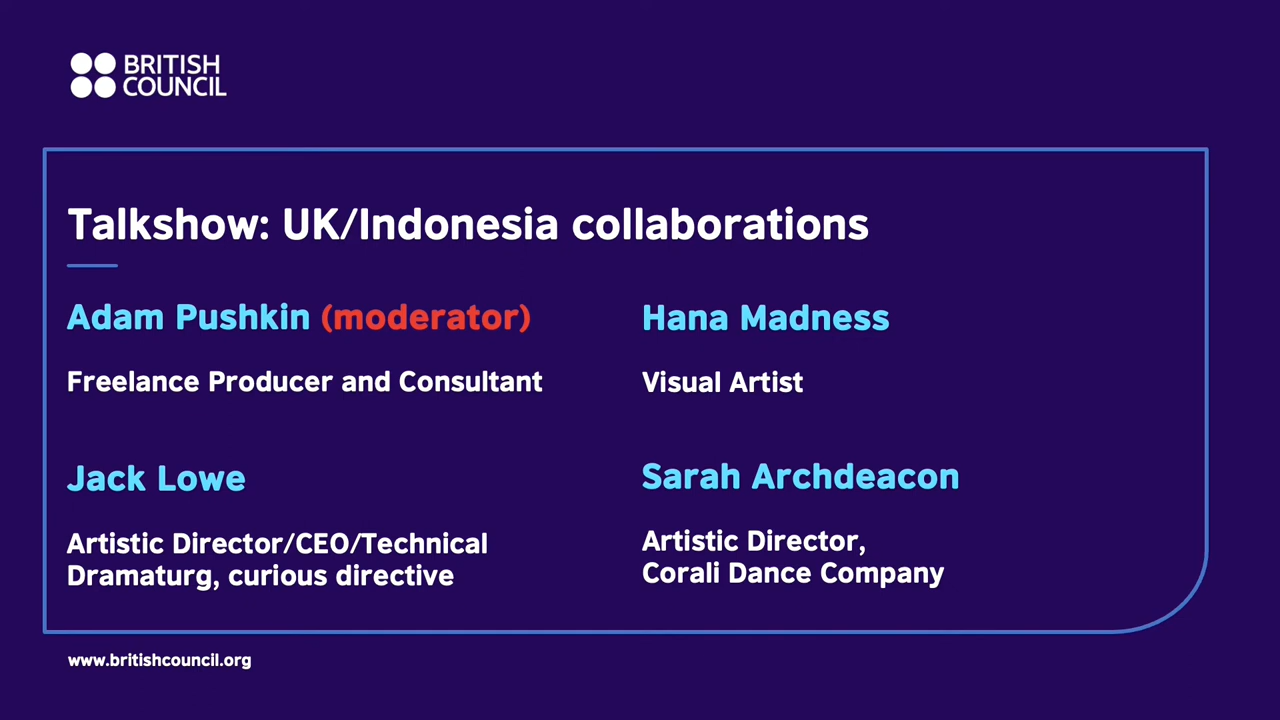 BRITISH
COUNCIL
Talkshow: UK/Indonesia collaborations
Adam Pushkin (moderator)
Freelance Producer and Consultant
Hana Madness
Visual Artist
Jack Lowe
Artistic Director/CEO/Technical
Dramaturg, curious directive
Sarah Archdeacon
Artistic Director,
Corali Dance Company
www.britishcouncil.org